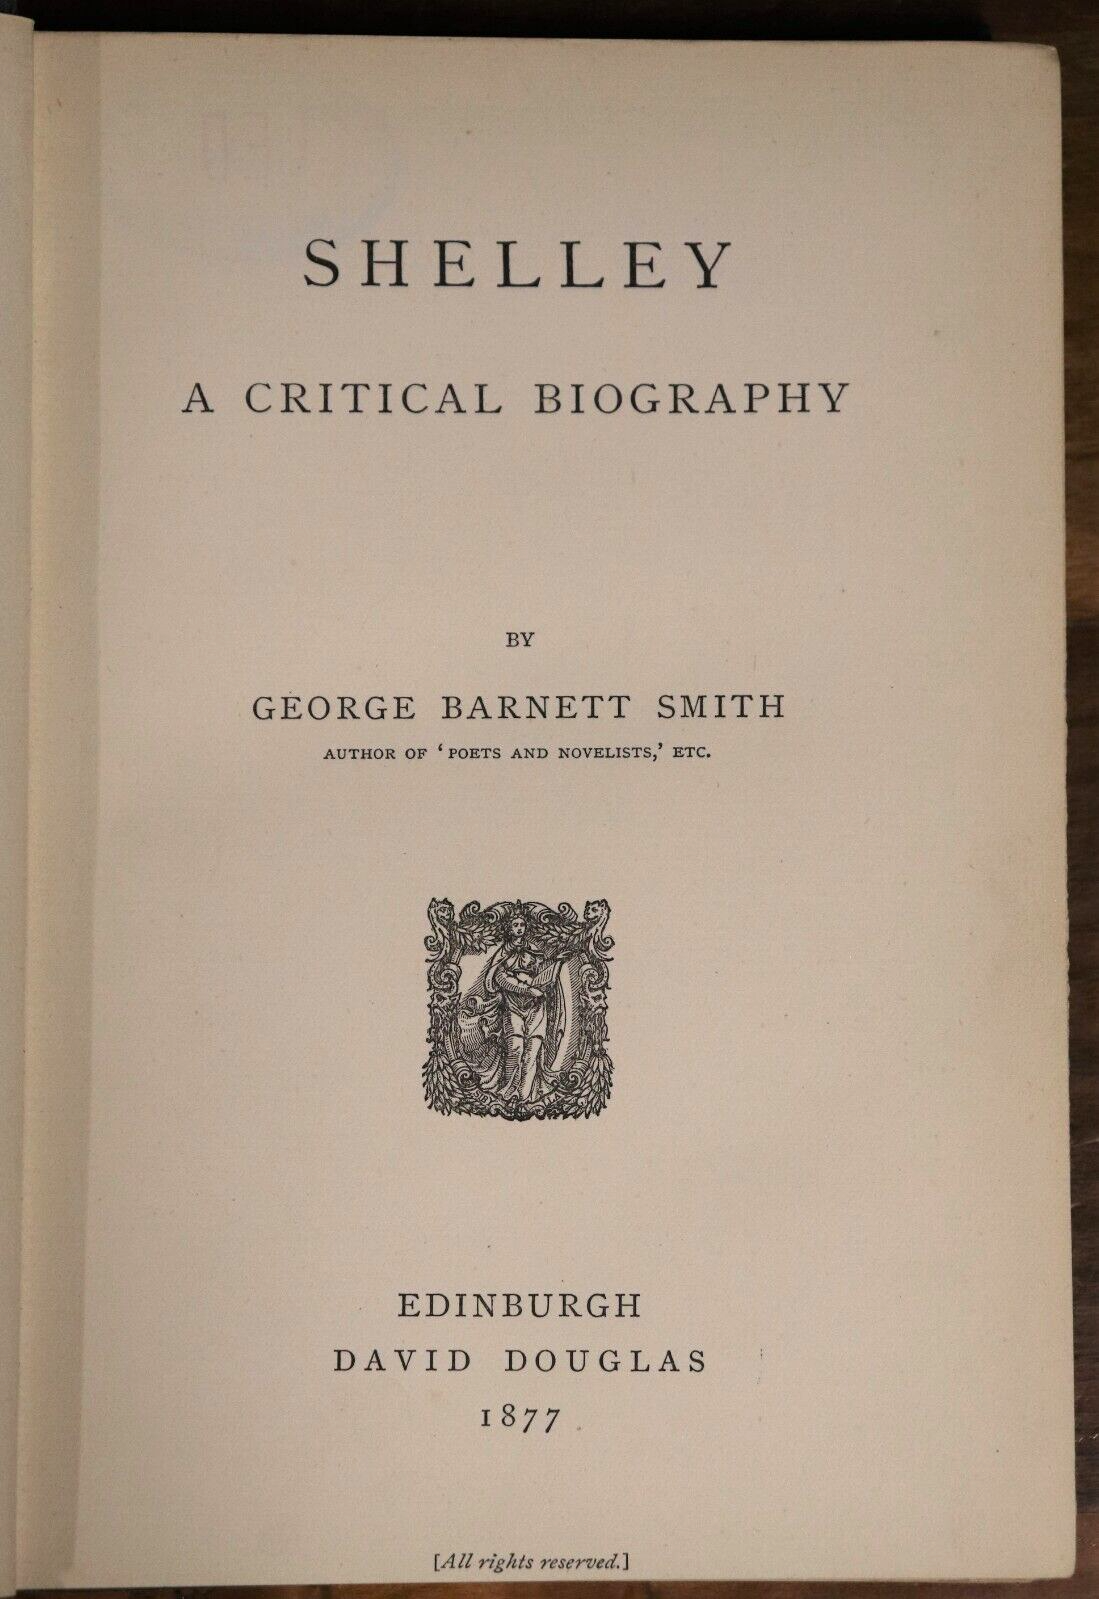 SHELLEY
A CRITICAL BIOGRAPHY
BY
GEORGE BARNETT SMITH
AUTHOR OF ‘POETS AND NOVELISTS,’ ETC.
EDINBURGH
DAVID DOUGLAS
1877
[All rights reserved.]